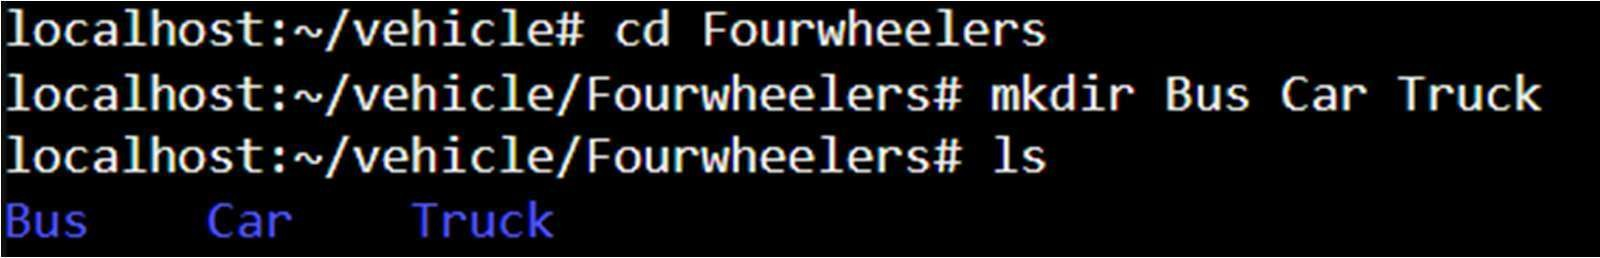 localhost:~/vehicle# cd Fourwheelers
localhost:~/vehicle/Fourwheelers# mkdir Bus Car Truck
localhost:~/vehicle/Fourwheelers# ls
Bus    Car    Truck